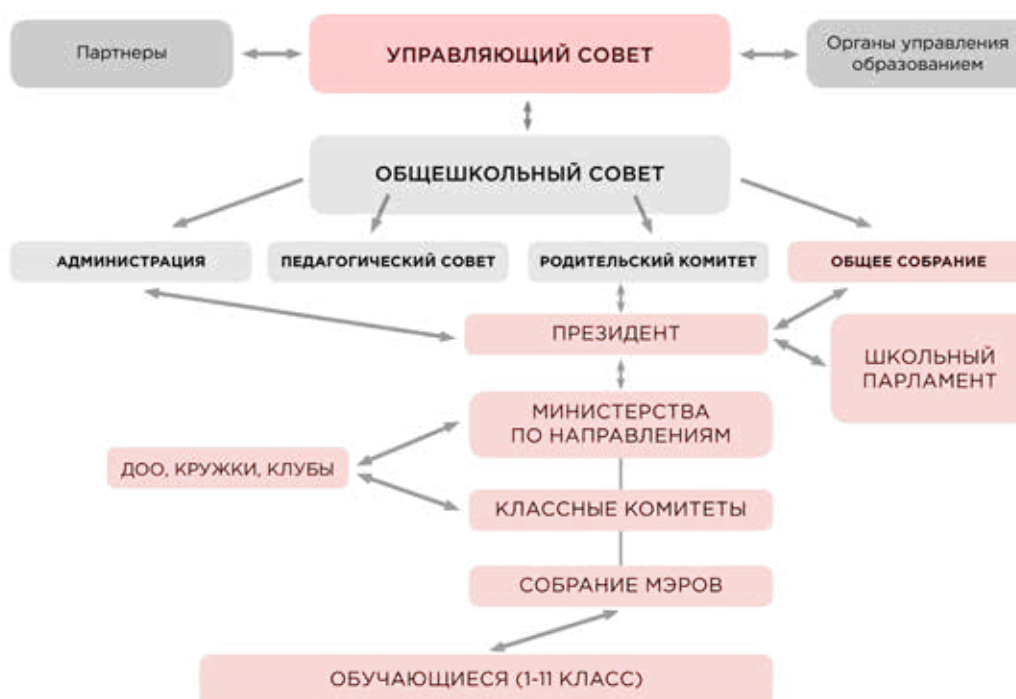 Партнеры
УПРАВЛЯЮЩИЙ СОВЕТ
Органы управления
образованием
ОБЩЕШКОЛЬНЫЙ СОВЕТ
АДМИНИСТРАЦИЯ
ПЕДАГОГИЧЕСКИЙ СОВЕТ
РОДИТЕЛЬСКИЙ КОМИТЕТ
ОБЩЕЕ СОБРАНИЕ
ПРЕЗИДЕНТ
ШКОЛЬНЫЙ
ПАРЛАМЕНТ
МИНИСТЕРСТВА
ПО НАПРАВЛЕНИЯМ
ДОО, КРУЖКИ, КЛУБЫ
КЛАССНЫЕ КОМИТЕТЫ
СОБРАНИЕ МЭРОВ
ОБУЧАЮЩИЕСЯ (1-11 КЛАСС)